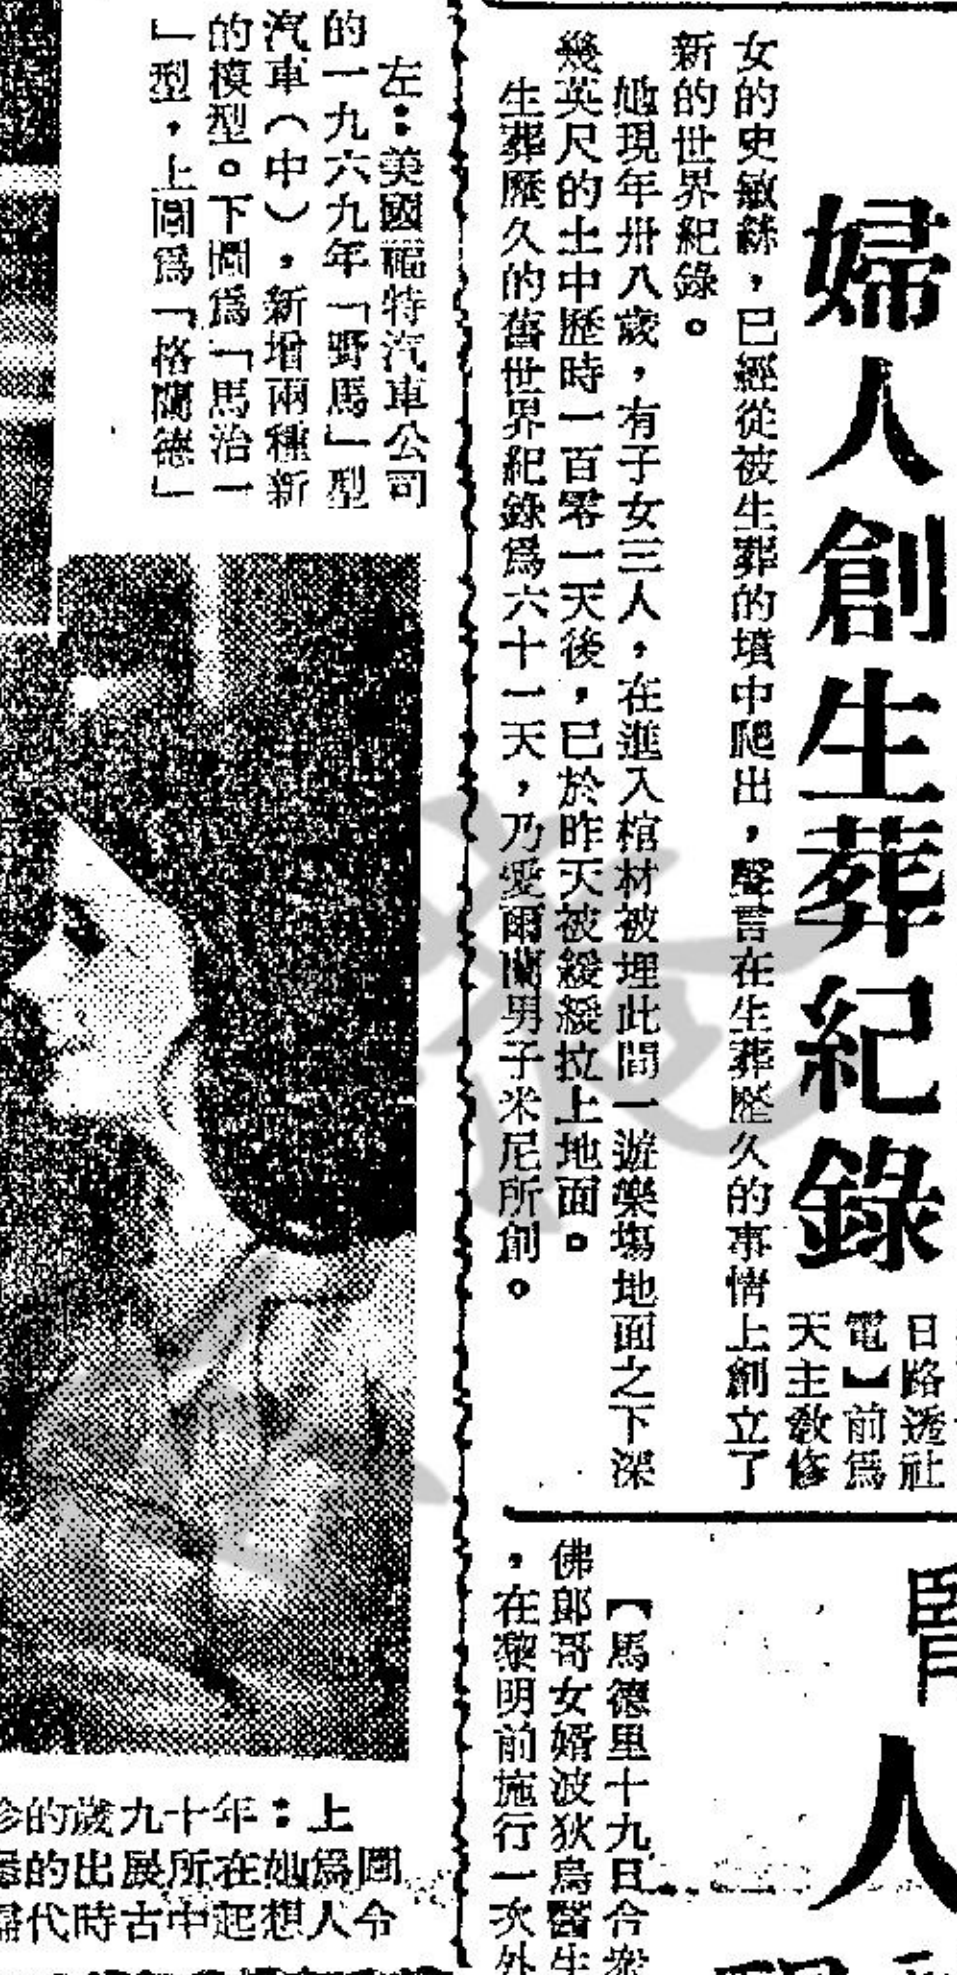 婦人創生葬紀錄
日路透社
電】前爲
天主敎修
女的史敏絲，已經從被生葬的墳中爬出，聲言在生葬歷久的事情上創立了
新的世界紀錄。
她現年卅八歲，有子女三人，在進入棺材被埋此間一遊樂塲地面之下深
幾英尺的土中歷時一百零一天後，已於昨天被緩緩拉上地面。
生葬歷久的舊世界紀錄爲六十一天，乃愛爾蘭男子米尼所創。
人
【馬德里十九日合衆
佛郎哥女婿波狄烏醫生
，在黎明前施行一次外
左：美國福特汽車公司
的一九六九年「野馬」型
汽車（中），新增兩種新
的模型。下圖爲「馬治一
」型，上圖爲「格蘭德」
上：年十九歲的
圖爲她在所展出的
令人想起中古時代